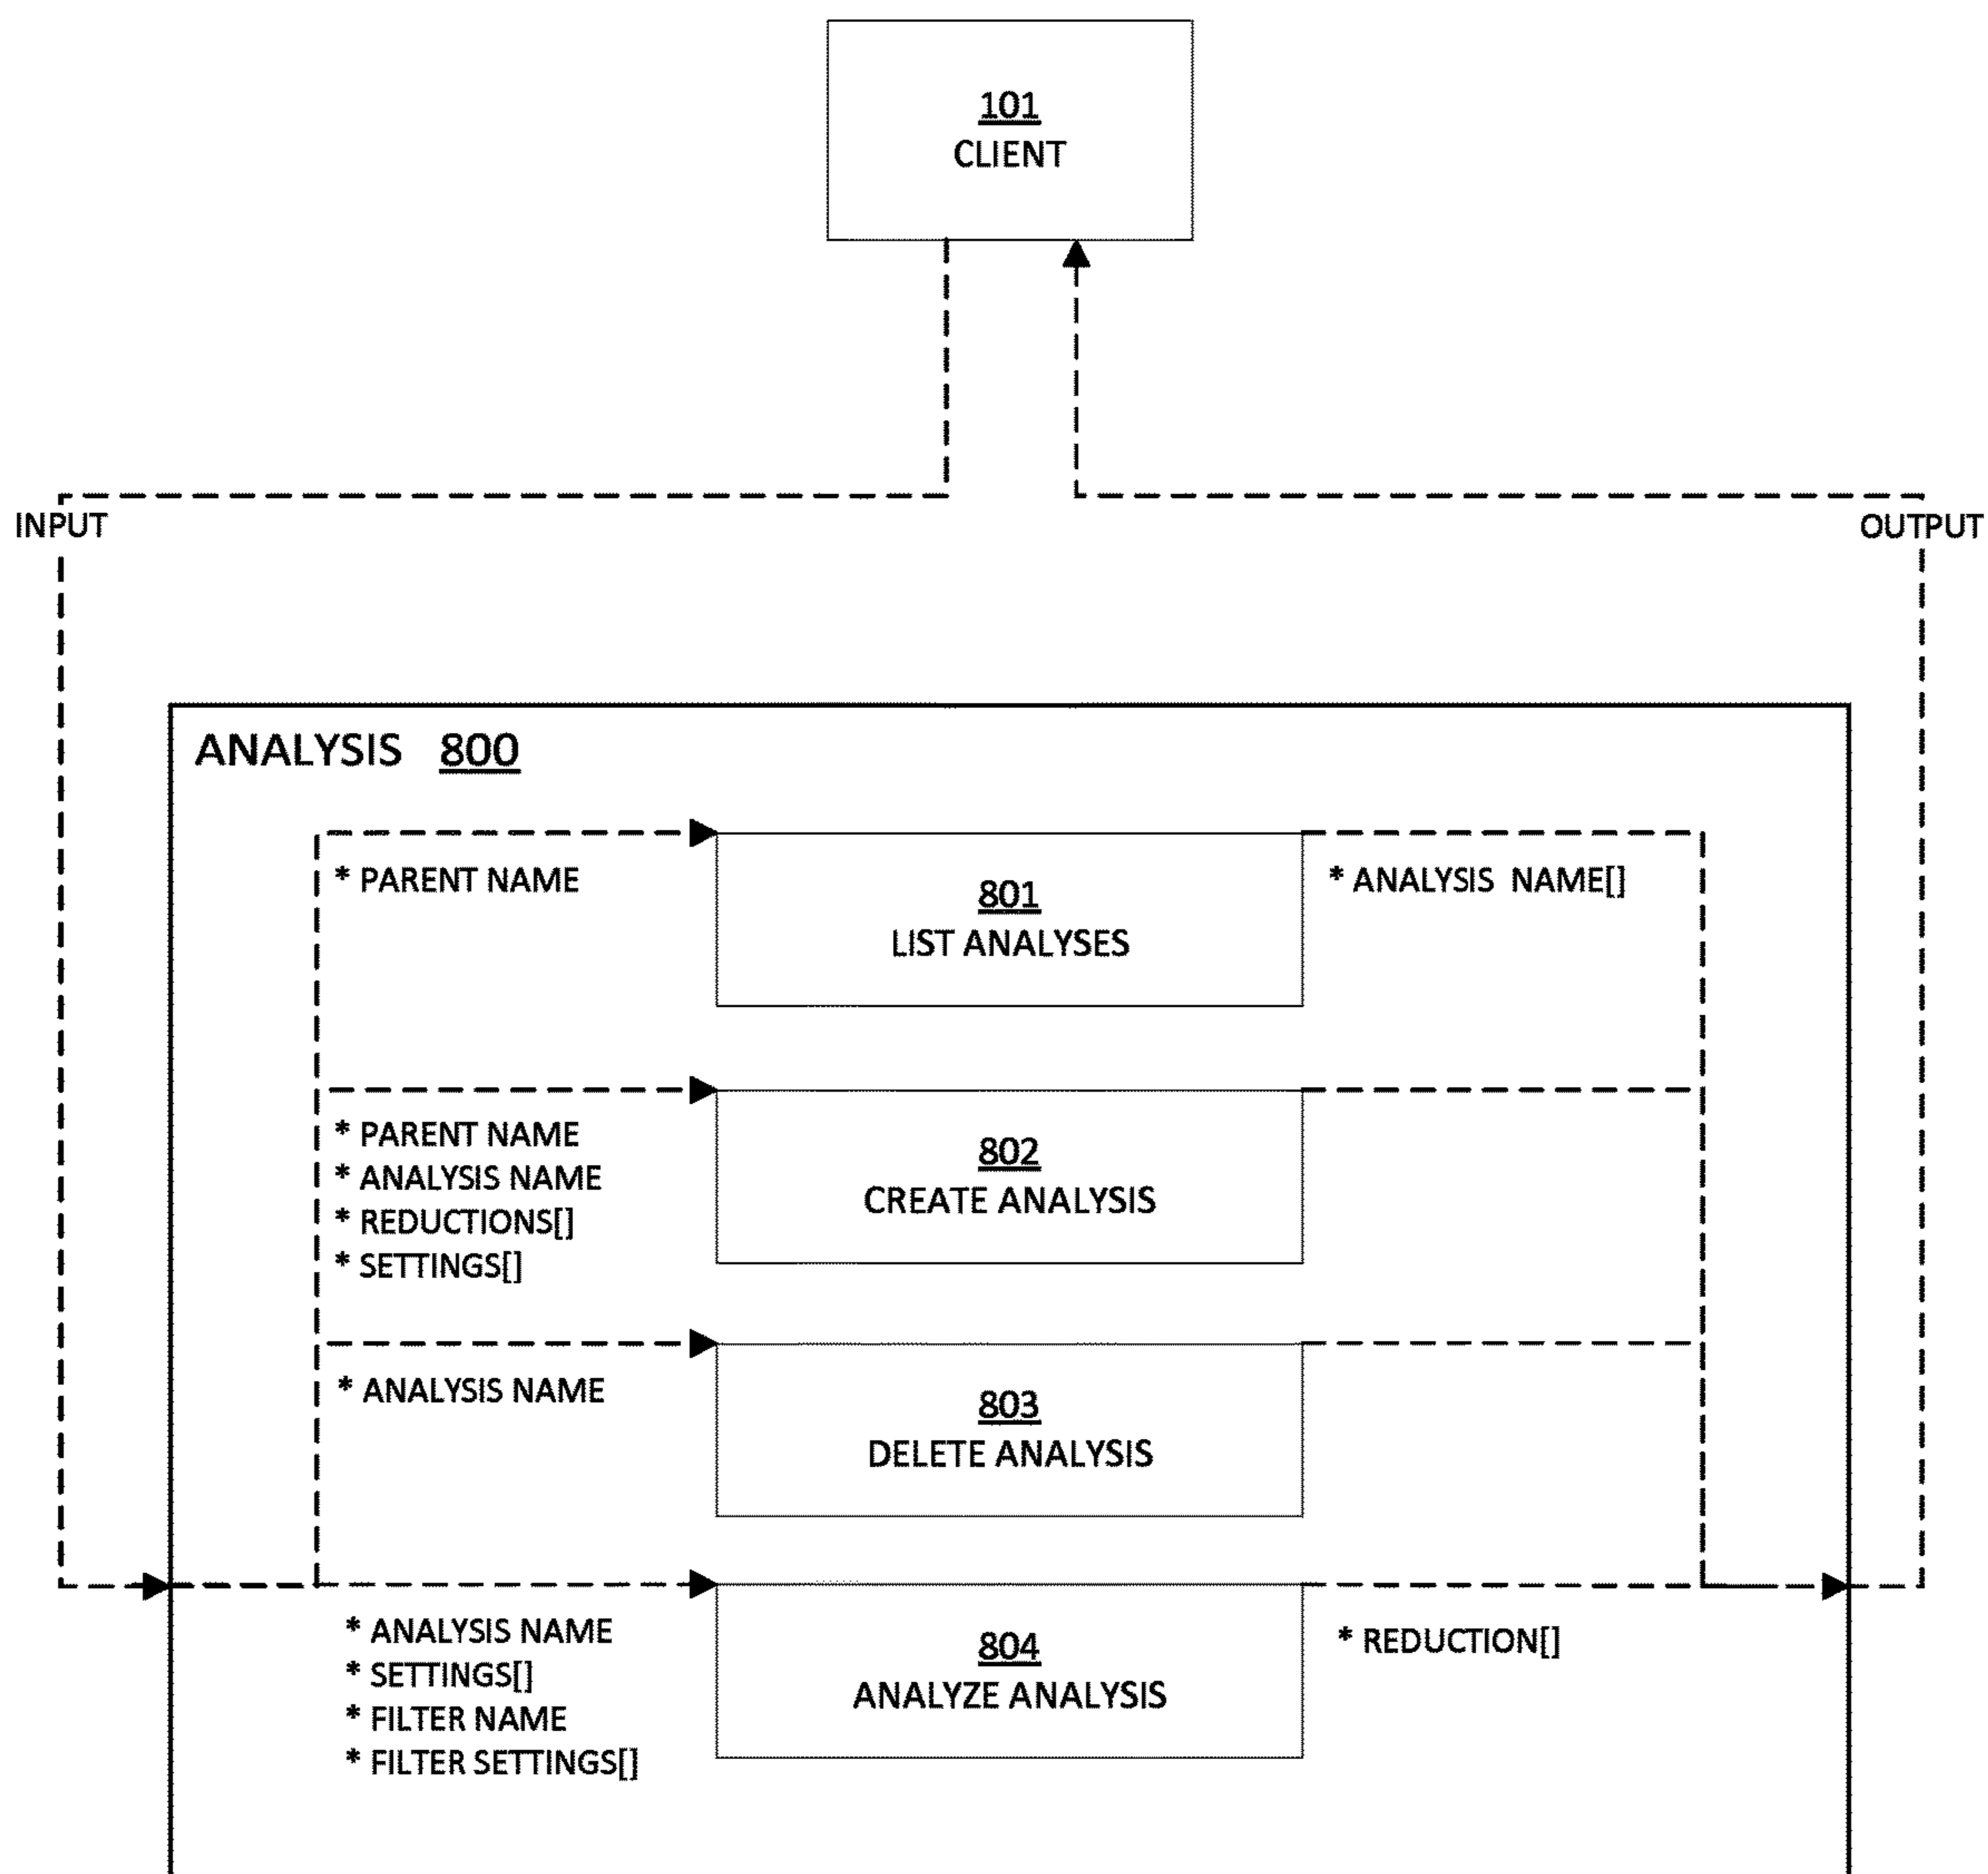 101
CLIENT
INPUT
OUTPUT
ANALYSIS 800
* PARENT NAME
801
LIST ANALYSES
* ANALYSIS NAME[]
* PARENT NAME
* ANALYSIS NAME
* REDUCTIONS[]
* SETTINGS[]
802
CREATE ANALYSIS
* ANALYSIS NAME
803
DELETE ANALYSIS
* ANALYSIS NAME
* SETTINGS[]
* FILTER NAME
* FILTER SETTINGS[]
804
ANALYZE ANALYSIS
* REDUCTION[]